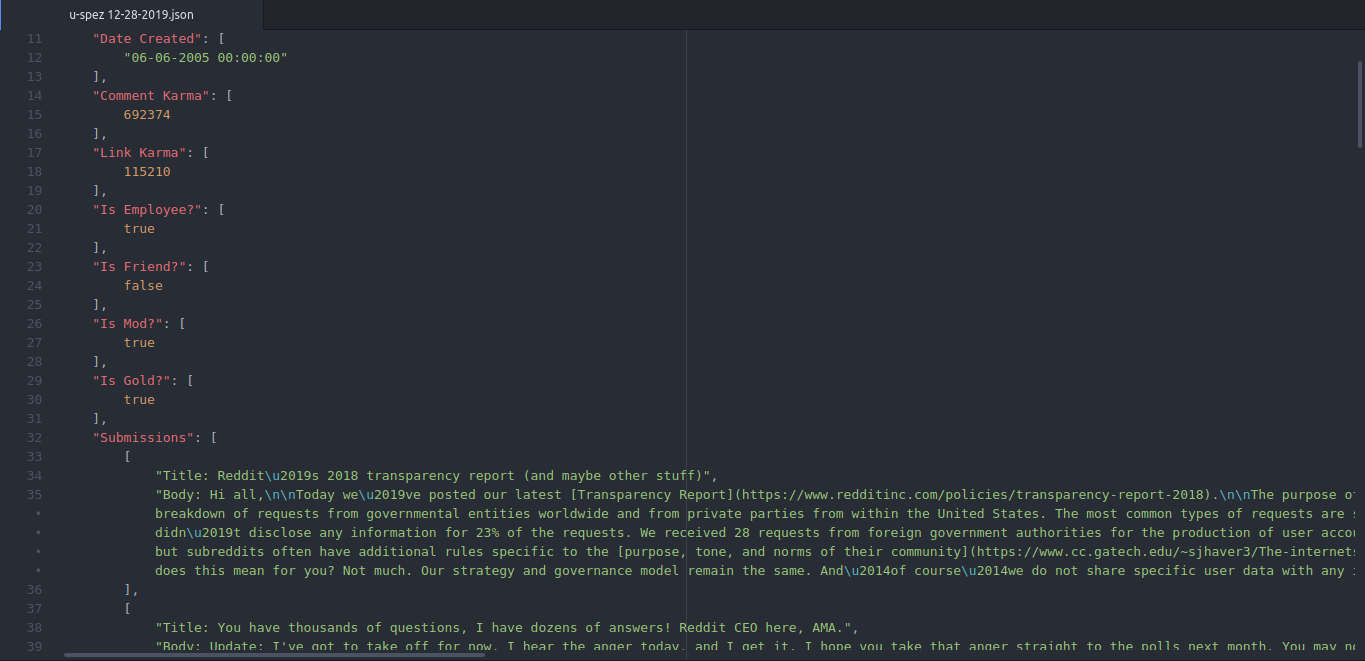 u-spez 12-28-2019.json
11 "Date Created": [
12 "06-06-2005 00:00:00"
13 ],
14 "Comment Karma": [
15 692374
16 ],
17 "Link Karma": [
18 115210
19 ],
20 "Is Employee?": [
21 true
22 ],
23 "Is Friend?": [
24 false
25 ],
26 "Is Mod?": [
27 true
28 ],
29 "Is Gold?": [
30 true
31 ],
32 "Submissions": [
33 [
34 "Title: Reddit\u2019s 2018 transparency report (and maybe other stuff)",
35 "Body: Hi all,\n\nToday we\u2019ve posted our latest [Transparency Report](https://www.redditinc.com/policies/transparency-report-2018).\n\nThe purpose of
• breakdown of requests from governmental entities worldwide and from private parties from within the United States. The most common types of requests are
• didn\u2019t disclose any information for 23% of the requests. We received 28 requests from foreign government authorities for the production of user accou
• but subreddits often have additional rules specific to the [purpose, tone, and norms of their community](https://www.cc.gatech.edu/~sjhaver3/The-internets
• does this mean for you? Not much. Our strategy and governance model remain the same. And\u2014of course\u2014we do not share specific user data with any
36 ],
37 [
38 "Title: You have thousands of questions, I have dozens of answers! Reddit CEO here, AMA.",
39 "Body: Update: I've got to take off for now. I hear the anger today, and I get it. I hope you take that anger straight to the polls next month. You may no